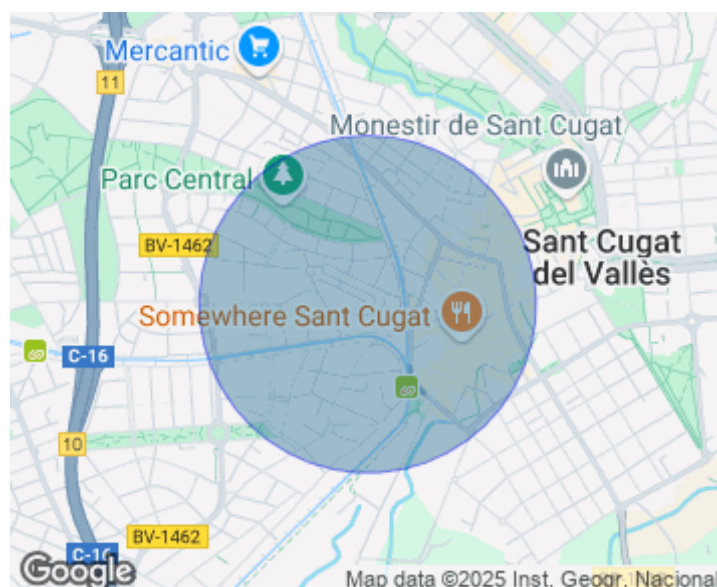 Mercantic
11
Monestir de Sant Cugat
Parc Central
BV-1462
Sant Cugat
del Vallès
Somewhere Sant Cugat
C-16
10
BV-1462
C-16
Google
Map data ©2025 Inst. Geogr. Nacional